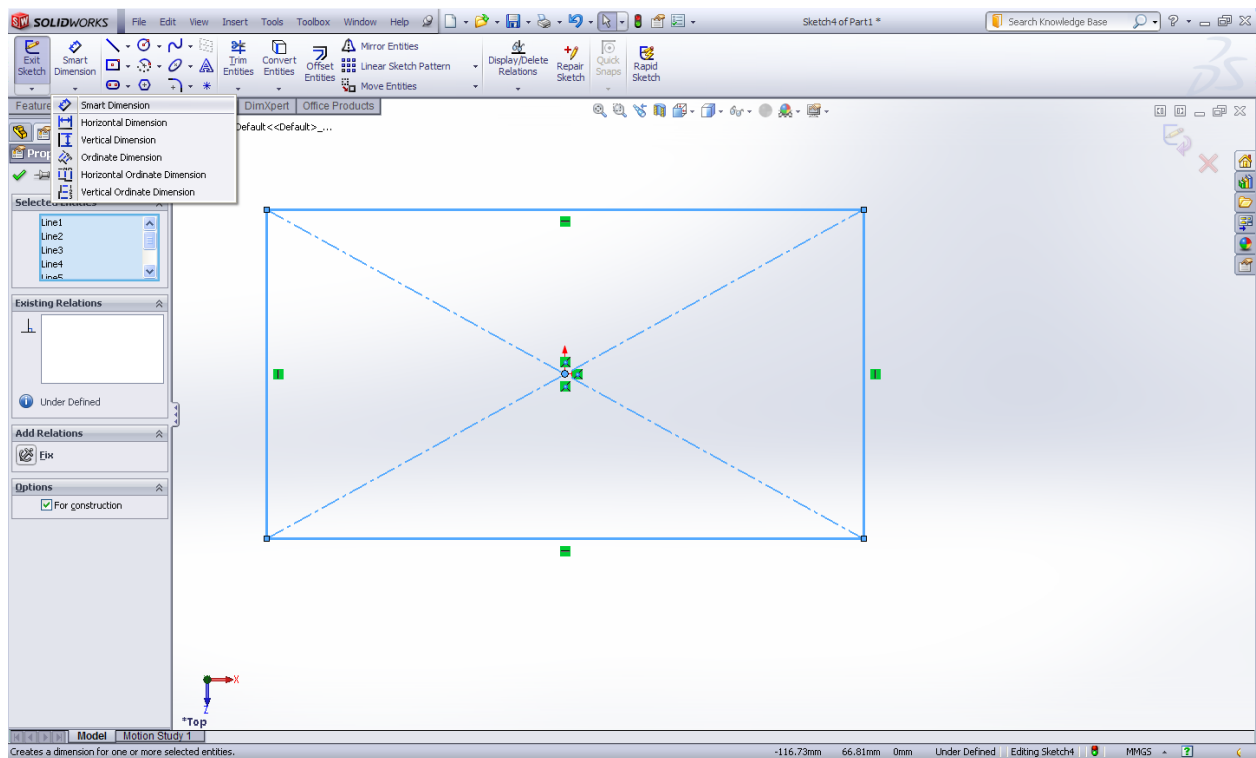 SOLIDWORKS File Edit View Insert Tools Toolbox Window Help Sketch4 of Part1 * Search Knowledge Base
Exit Sketch
Smart Dimension
Trim Entities
Convert Entities
Offset Entities
Mirror Entities
Linear Sketch Pattern
Move Entities
Display/Delete Relations
Repair Sketch
Quick Snaps
Rapid Sketch
Feature DimXpert Office Products
Smart Dimension
Horizontal Dimension
Vertical Dimension
Ordinate Dimension
Horizontal Ordinate Dimension
Vertical Ordinate Dimension
Default<<Default>_...
Prop
Selected Entities
Line1
Line2
Line3
Line4
Line5
Existing Relations
Under Defined
Add Relations
Fix
Options
For construction
X
Z
*Top
Model Motion Study 1
Creates a dimension for one or more selected entities. -116.73mm 66.81mm 0mm Under Defined Editing Sketch4 MMGS